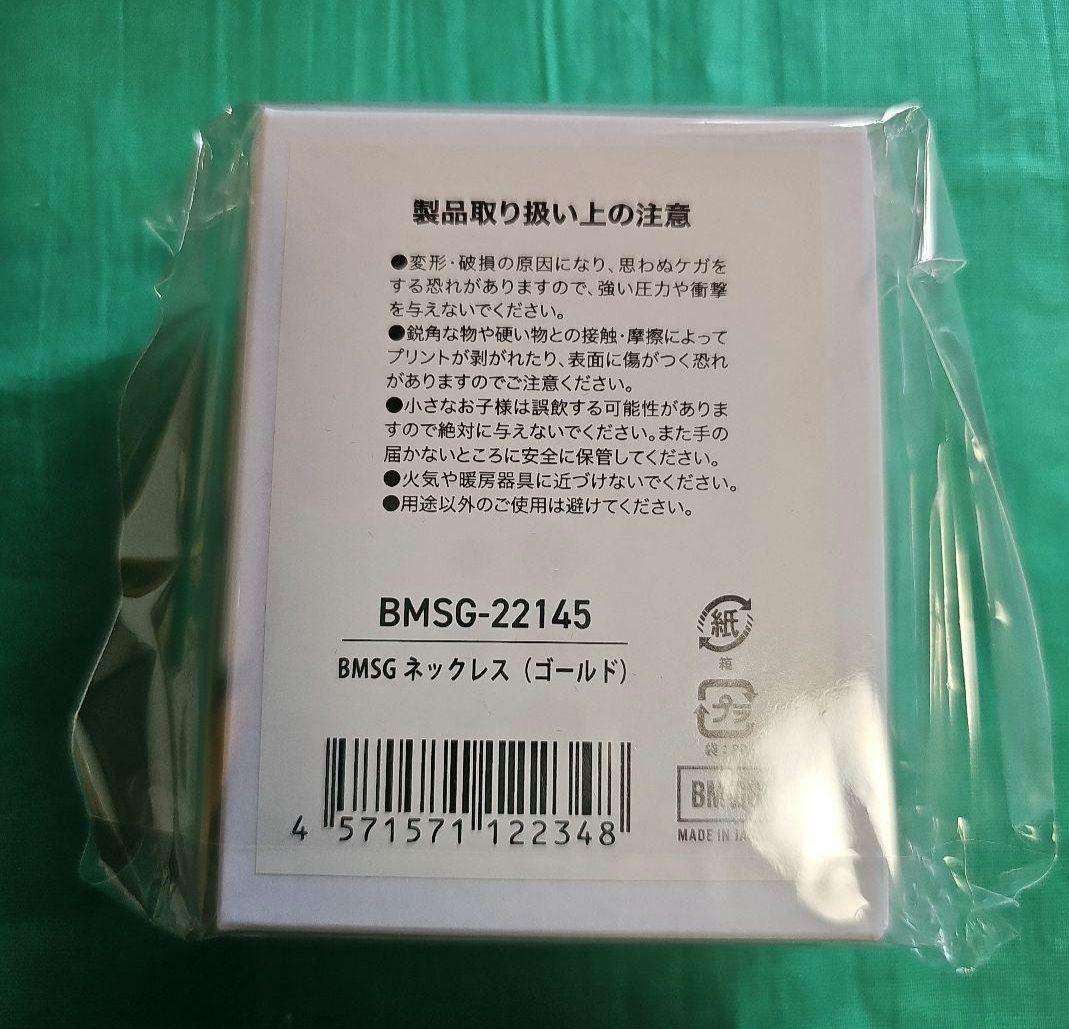 製品取り扱い上の注意
●変形・破損の原因になり、思わぬケガを
する恐れがありますので、強い圧力や衝撃
を与えないでください。
●鋭角な物や硬い物との接触・摩擦によって
プリントが剥がれたり、表面に傷がつく恐れ
がありますのでご注意ください。
●小さなお子様は誤飲する可能性がありま
すので絶対に与えないでください。また手の
届かないところに安全に保管してください。
●火気や暖房器具に近づけないでください。
●用途以外のご使用は避けてください。
BMSG-22145
BMSG ネックレス（ゴールド）
紙
箱
プラ
4 571571 122348
MADE IN